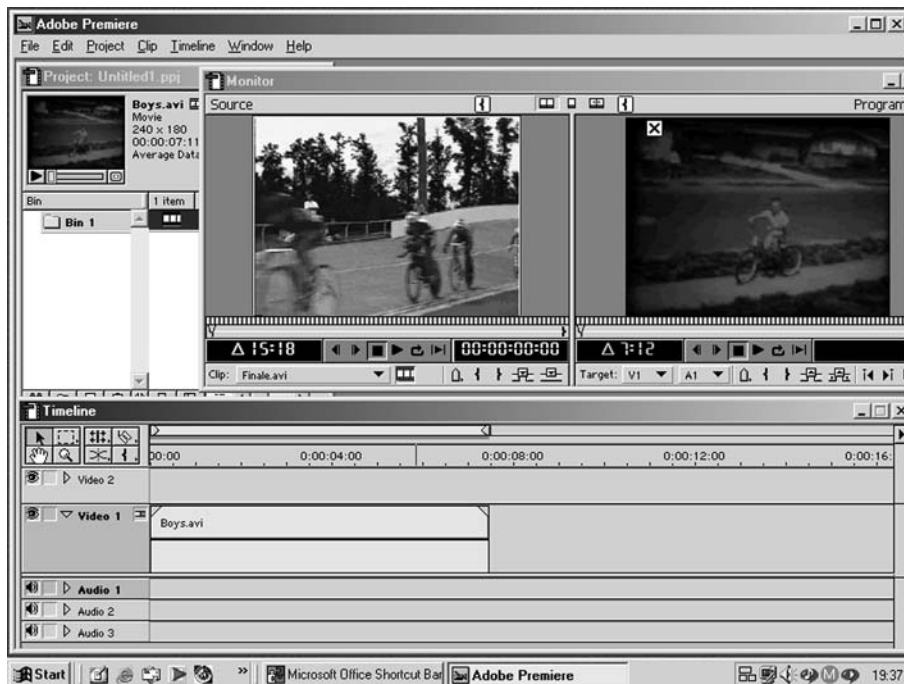 Adobe Premiere
File Edit Project Clip Timeline Window Help
Project: Untitled1.ppj
Boys.avi
Movie
240 x 180
00:00:07:11
Average Data
Bin
1 item
Bin 1
Monitor
Source
Program
Δ 15:18
00:00:00:00
Δ 7:12
Clip: Finale.avi
Target: V1 A1
Timeline
00:00 0:00:04:00 0:00:08:00 0:00:12:00 0:00:16:
Video 2
Video 1
Boys.avi
Audio 1
Audio 2
Audio 3
Start
»
Microsoft Office Shortcut Bar
Adobe Premiere
19:37